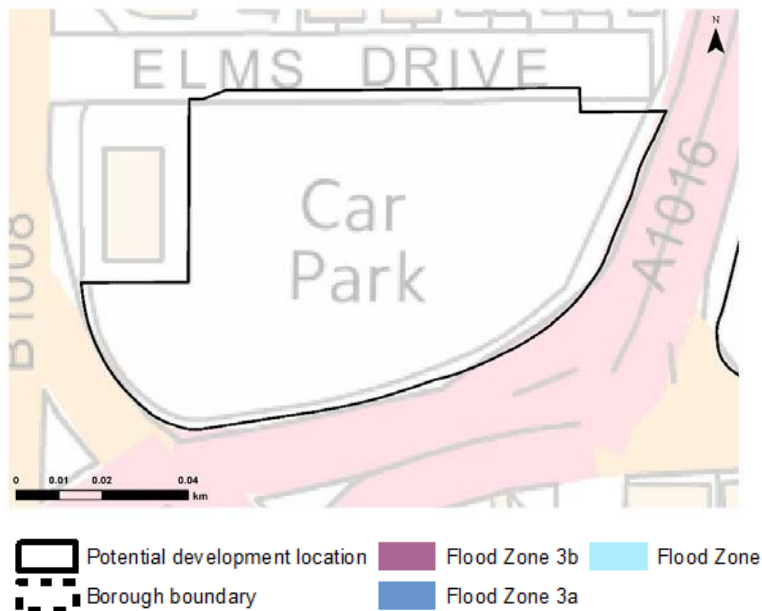 N
ELMS DRIVE
Car
Park
A1016
B1008
0 0.01 0.02 0.04
km
Potential development location
Flood Zone 3b
Flood Zone
Borough boundary
Flood Zone 3a